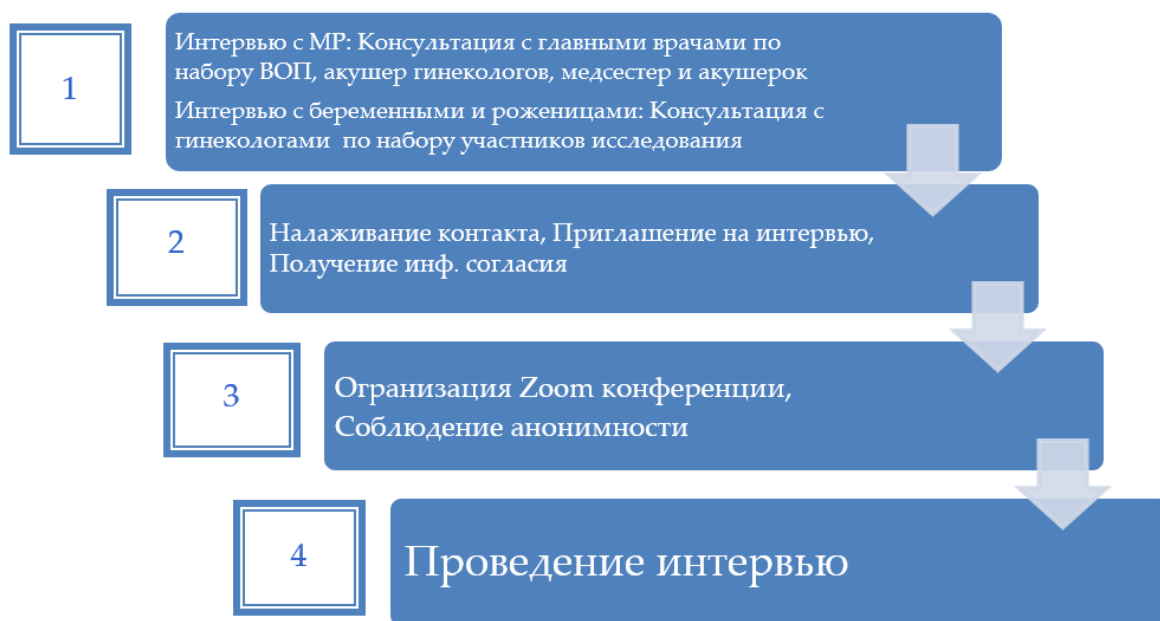 1
Интервью с МР: Консультация с главными врачами по
набору ВОП, акушер гинекологов, медсестер и акушерок
Интервью с беременными и роженицами: Консультация с
гинекологами по набору участников исследования
2
Налаживание контакта, Приглашение на интервью,
Получение инф. согласия
3
Огранизация Zoom конференции,
Соблюдение анонимности
4
Проведение интервью